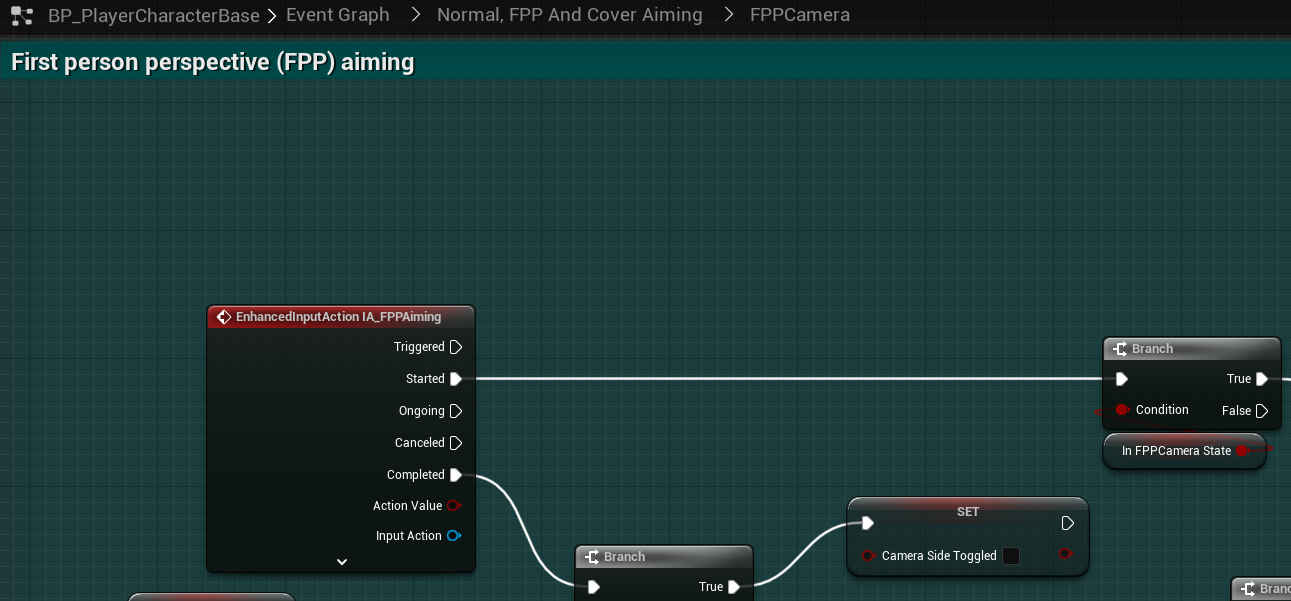 BP_PlayerCharacterBase > Event Graph > Normal, FPP And Cover Aiming > FPPCamera
First person perspective (FPP) aiming
EnhancedInputAction IA_FPPAiming
Triggered
Started
Ongoing
Canceled
Completed
Action Value
Input Action
Branch
True
Condition
False
In FPPCamera State
SET
Camera Side Toggled
Branch
True